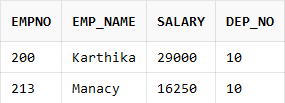 EMPNO EMP_NAME SALARY DEP_NO
200 Karthika 29000 10
213 Manacy 16250 10